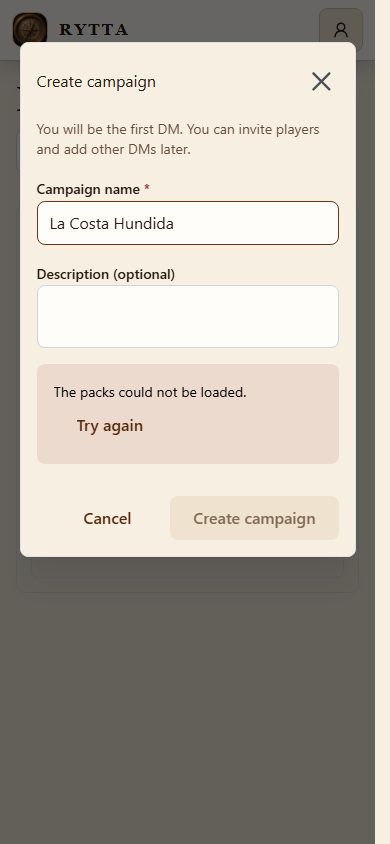 RYTTA
Create campaign
You will be the first DM. You can invite players
and add other DMs later.
Campaign name *
La Costa Hundida
Description (optional)
The packs could not be loaded.
Try again
Cancel
Create campaign